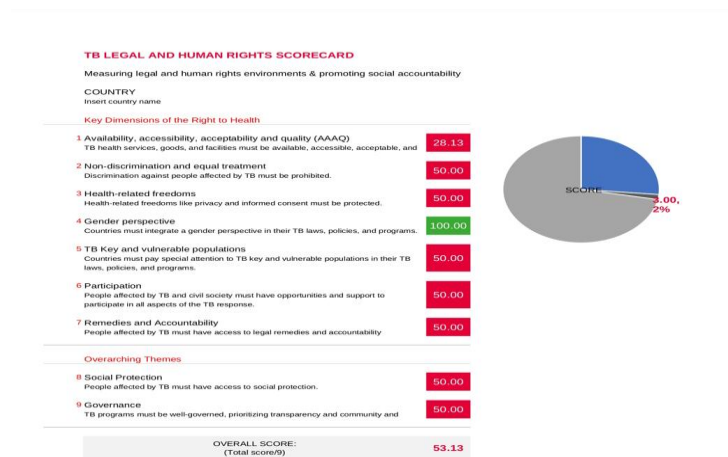 TB LEGAL AND HUMAN RIGHTS SCORECARD
Measuring legal and human rights environments & promoting social accountability
COUNTRY
Insert country name
Key Dimensions of the Right to Health
1 Availability, accessibility, acceptability and quality (AAAQ)
TB health services, goods, and facilities must be available, accessible, acceptable, and
28.13
2 Non-discrimination and equal treatment
Discrimination against people affected by TB must be prohibited.
50.00
3 Health-related freedoms
Health-related freedoms like privacy and informed consent must be protected.
50.00
4 Gender perspective
Countries must integrate a gender perspective in their TB laws, policies, and programs.
100.00
5 TB Key and vulnerable populations
Countries must pay special attention to TB key and vulnerable populations in their TB
laws, policies, and programs.
50.00
6 Participation
People affected by TB and civil society must have opportunities and support to
participate in all aspects of the TB response.
50.00
7 Remedies and Accountability
People affected by TB must have access to legal remedies and accountability
50.00
Overarching Themes
8 Social Protection
People affected by TB must have access to social protection.
50.00
9 Governance
TB programs must be well-governed, prioritizing transparency and community and
50.00
OVERALL SCORE:
(Total score/9)
53.13
SCORE
3.00,
2%